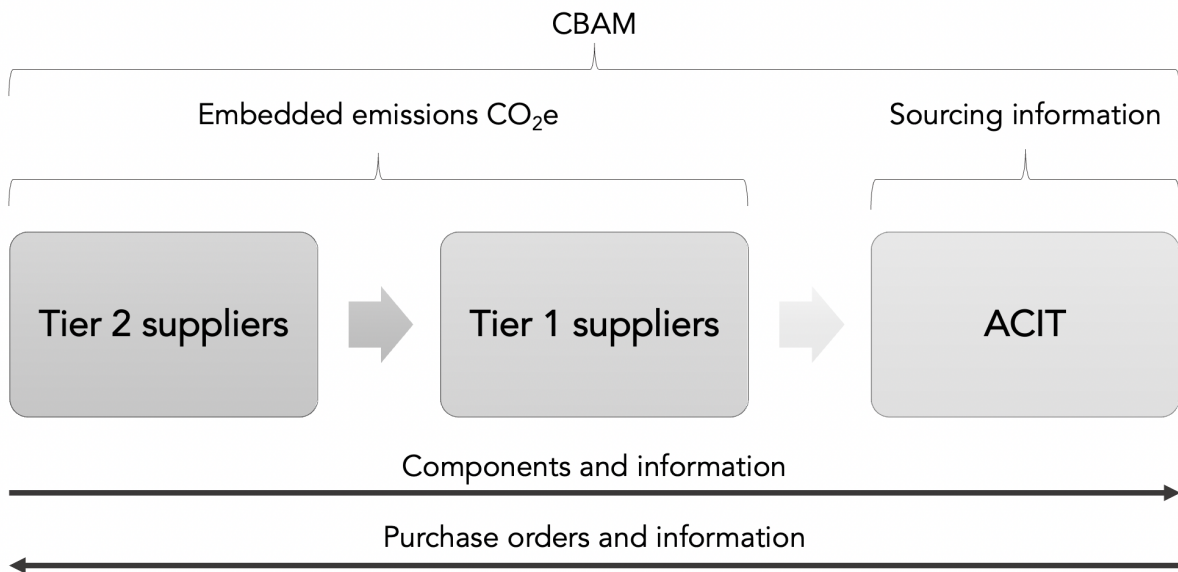 CBAM
Embedded emissions CO₂e
Sourcing information
Tier 2 suppliers
Tier 1 suppliers
ACIT
Components and information
Purchase orders and information